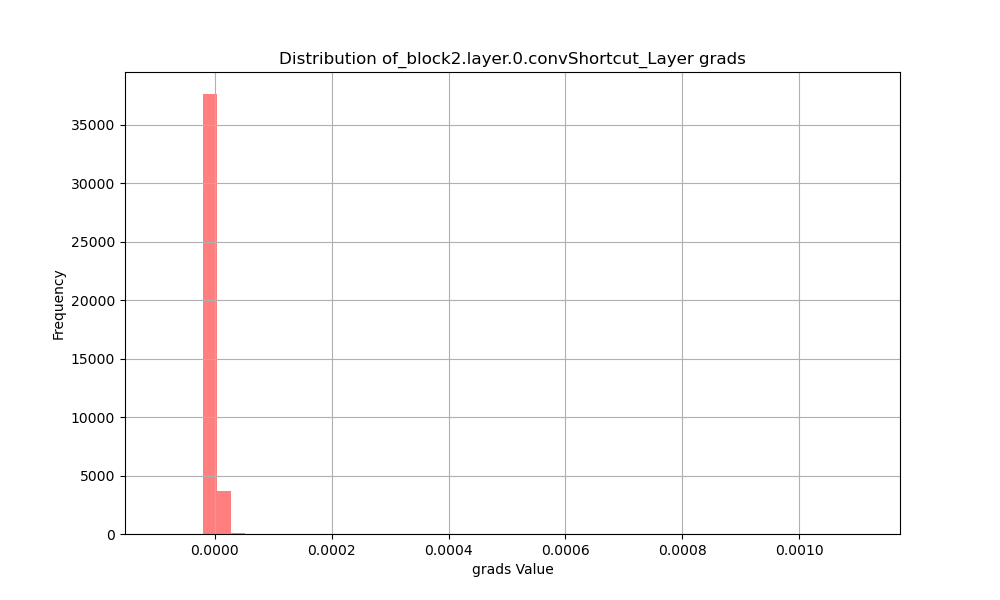 Distribution of_block2.layer.0.convShortcut_Layer grads
Frequency
35000
30000
25000
20000
15000
10000
5000
0
0.0000 0.0002 0.0004 0.0006 0.0008 0.0010
grads Value